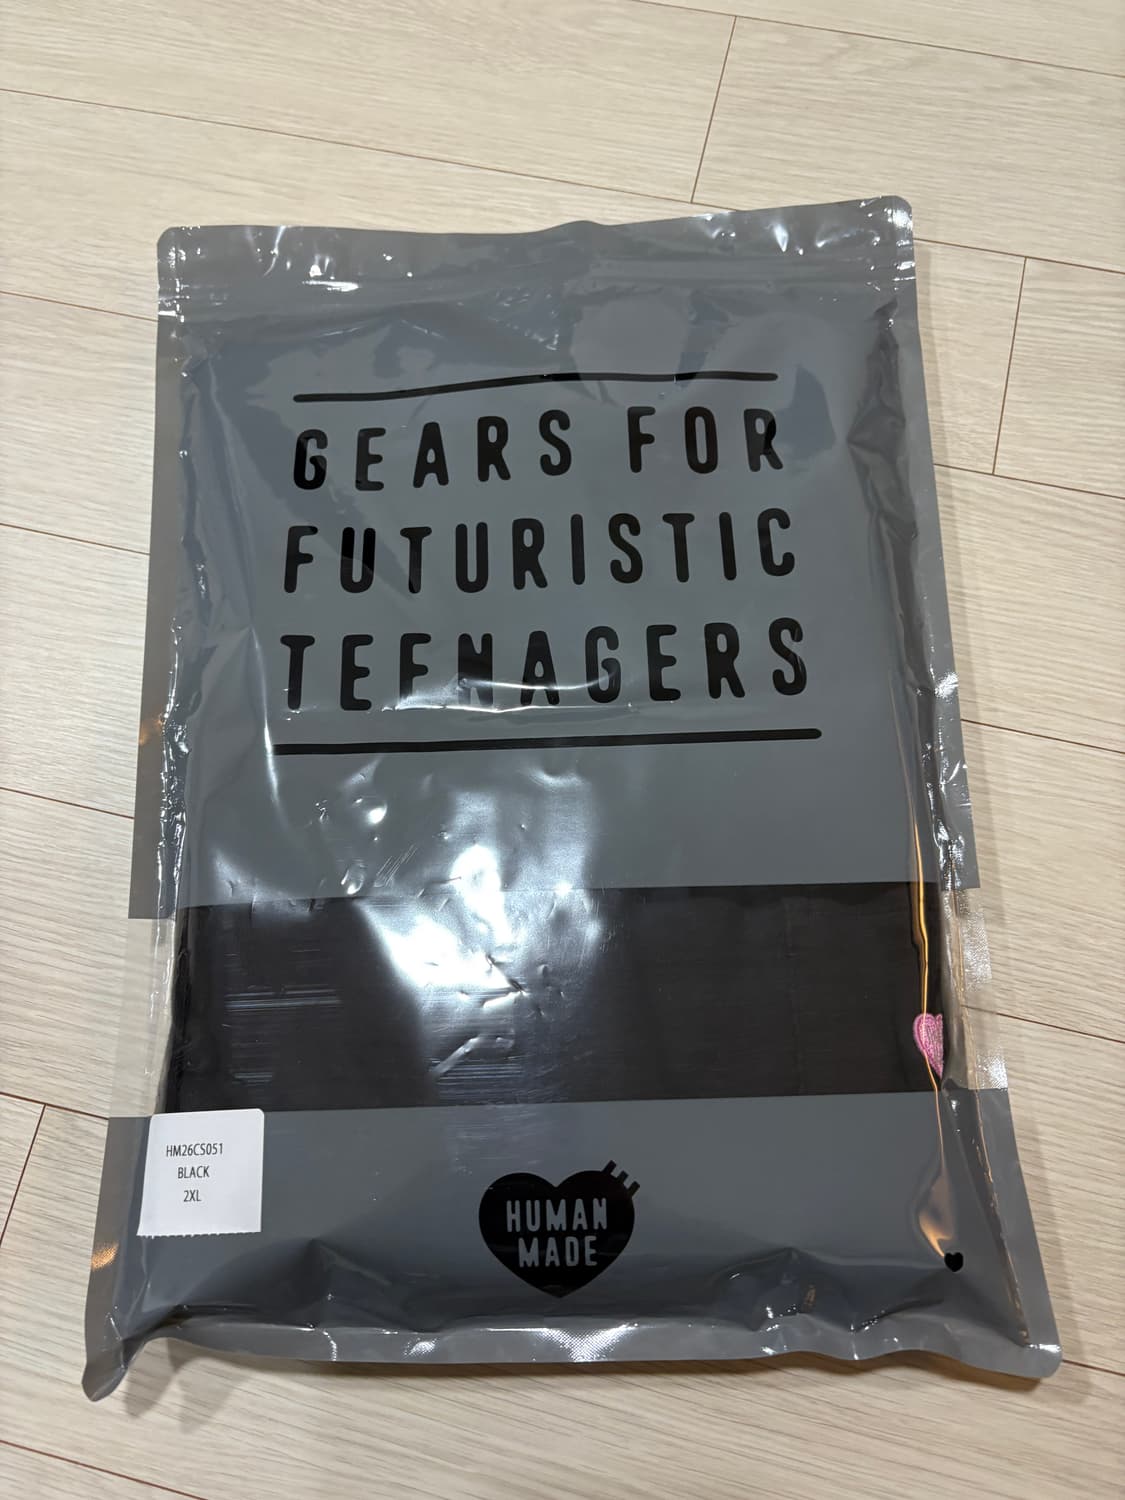 GEARS FOR
FUTURISTIC
TEENAGERS
HM26CS051
BLACK
2XL
HUMAN
MADE